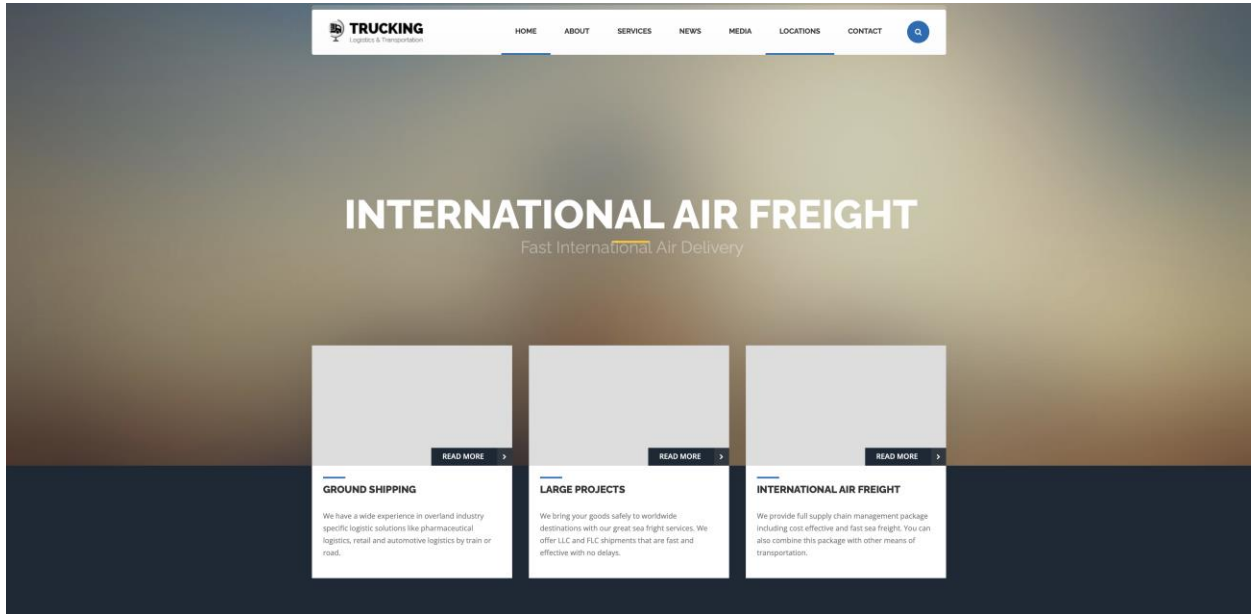 TRUCKING
Logistics & Transportation
HOME ABOUT SERVICES NEWS MEDIA LOCATIONS CONTACT
INTERNATIONAL AIR FREIGHT
Fast International Air Delivery
READ MORE
GROUND SHIPPING
We have a wide experience in overland industry
specific logistic solutions like pharmaceutical
logistics, retail and automotive logistics by train or
road.
READ MORE
LARGE PROJECTS
We bring your goods safely to worldwide
destinations with our great sea fright services. We
offer LLC and FLC shipments that are fast and
effective with no delays.
READ MORE
INTERNATIONAL AIR FREIGHT
We provide full supply chain management package
including cost effective and fast sea freight. You can
also combine this package with other means of
transportation.